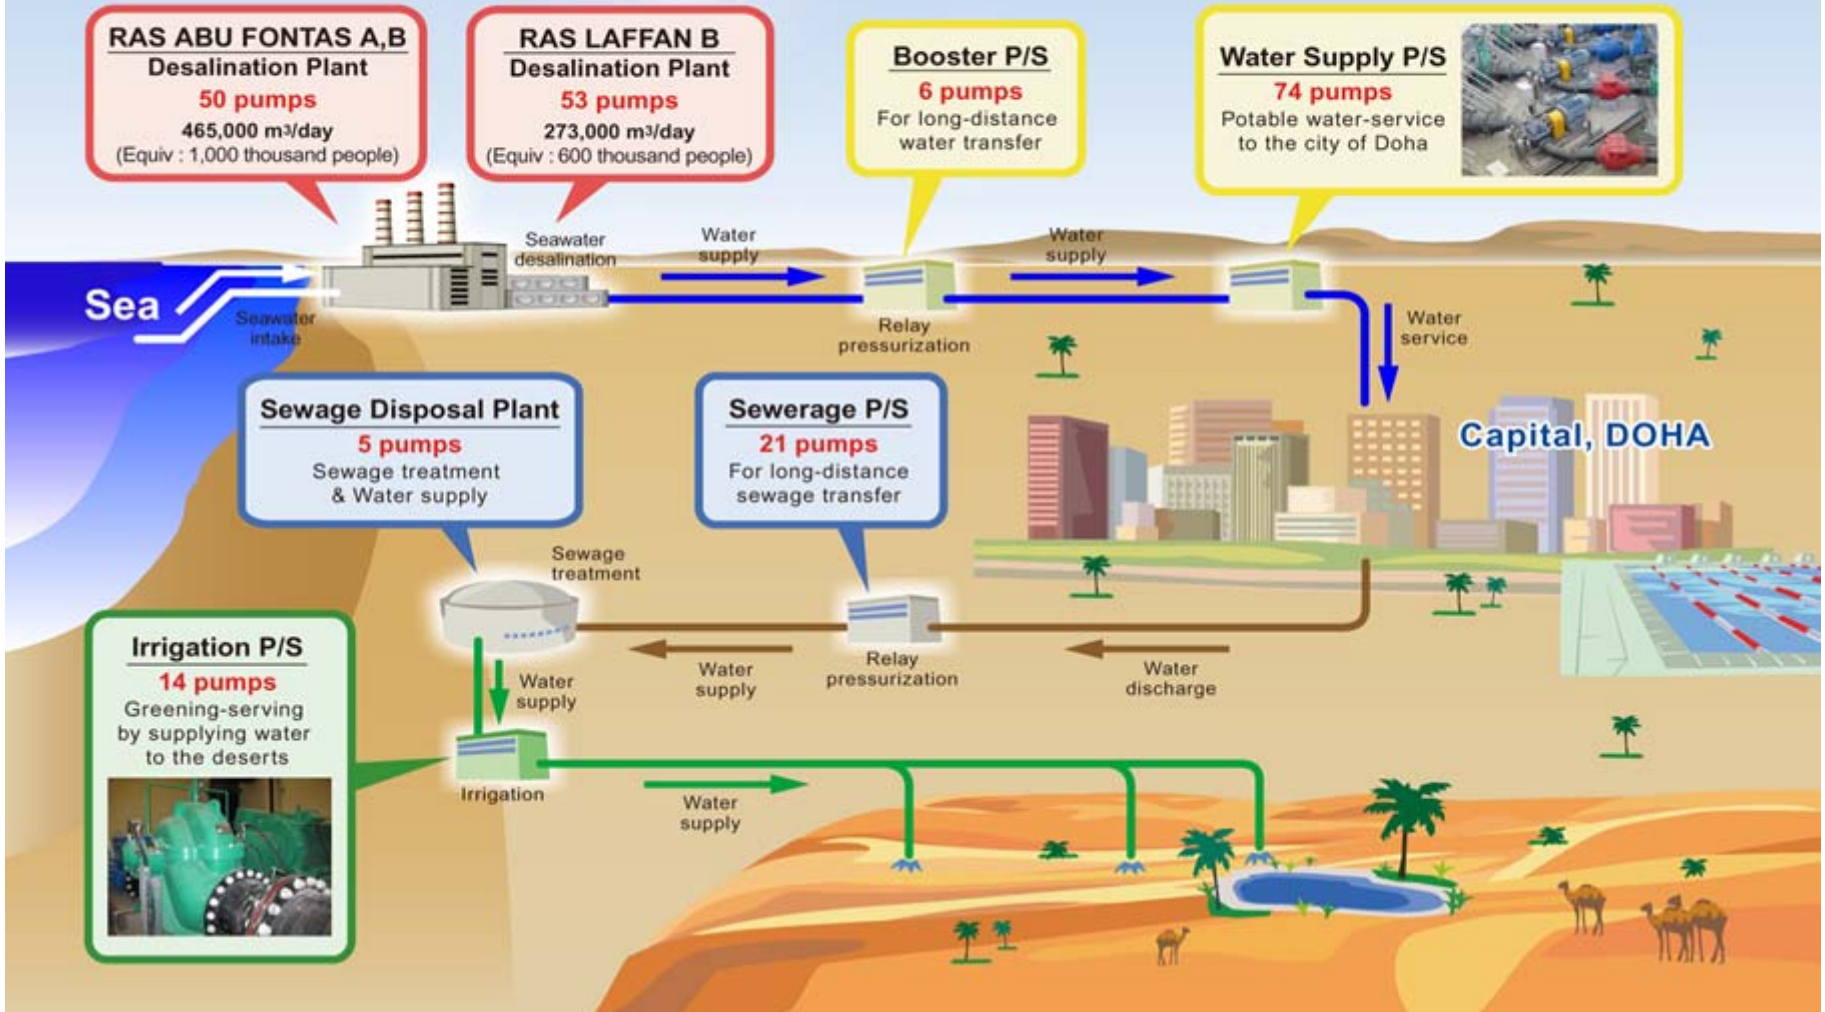 RAS ABU FONTAS A,B
Desalination Plant
50 pumps
465,000 m³/day
(Equiv : 1,000 thousand people)
RAS LAFFAN B
Desalination Plant
53 pumps
273,000 m³/day
(Equiv : 600 thousand people)
Booster P/S
6 pumps
For long-distance
water transfer
Water Supply P/S
74 pumps
Potable water-service
to the city of Doha
Sea
Seawater
intake
Seawater
desalination
Water
supply
Relay
pressurization
Water
supply
Water
service
Capital, DOHA
Sewage Disposal Plant
5 pumps
Sewage treatment
& Water supply
Sewerage P/S
21 pumps
For long-distance
sewage transfer
Sewage
treatment
Water
supply
Relay
pressurization
Water
discharge
Irrigation P/S
14 pumps
Greening-serving
by supplying water
to the deserts
Water
supply
Irrigation
Water
supply